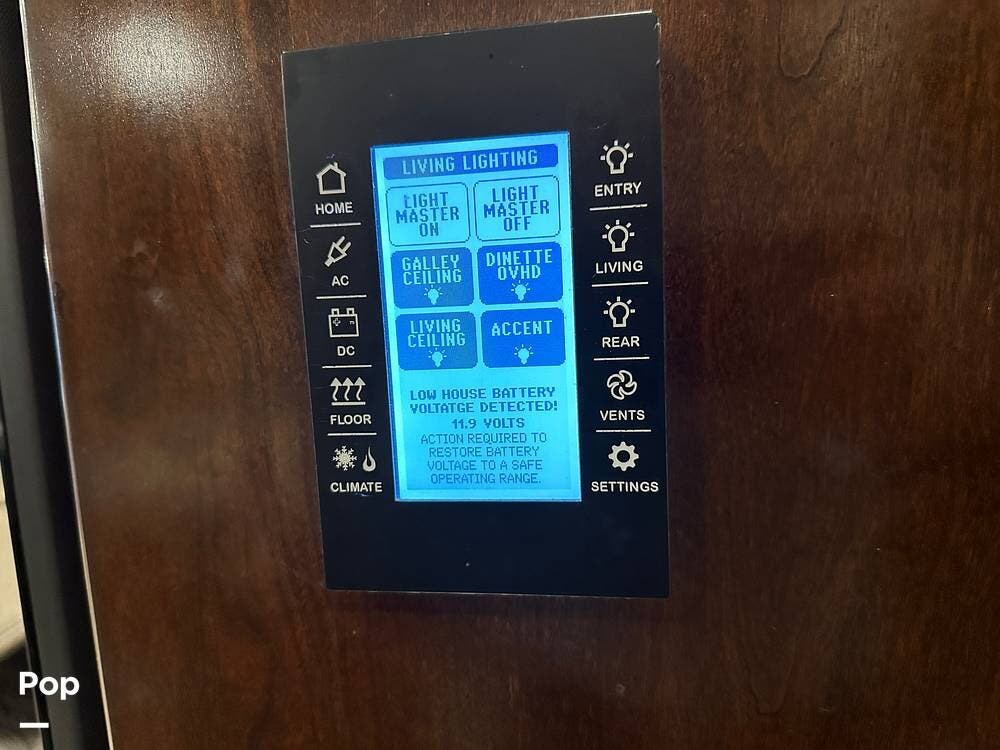 LIVING LIGHTING
LIGHT
MASTER
ON
LIGHT
MASTER
OFF
GALLEY
CEILING
DINETTE
OVHD
LIVING
CEILING
ACCENT
LOW HOUSE BATTERY
VOLTATGE DETECTED!
11.9 VOLTS
ACTION REQUIRED TO
RESTORE BATTERY
VOLTAGE TO A SAFE
OPERATING RANGE.
HOME
AC
DC
FLOOR
CLIMATE
ENTRY
LIVING
REAR
VENTS
SETTINGS
Pop